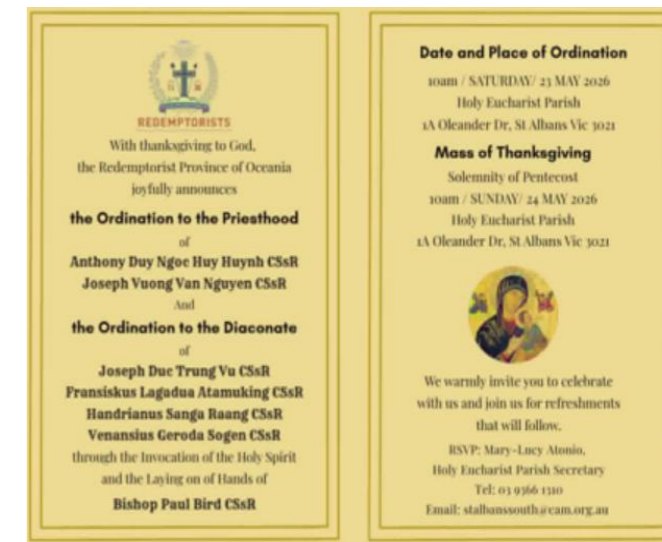 REDEMPTORISTS
With thanksgiving to God,
the Redemptorist Province of Oceania
joyfully announces
the Ordination to the Priesthood
of
Anthony Duy Ngoc Huy Huynh CSsR
Joseph Vuong Van Nguyen CSsR
And
the Ordination to the Diaconate
of
Joseph Duc Trung Vu CSsR
Fransiskus Lagadua Atamuking CSsR
Handrianus Sanga Raang CSsR
Venansius Geroda Sogen CSsR
through the Invocation of the Holy Spirit
and the Laying on of Hands of
Bishop Paul Bird CSsR
Date and Place of Ordination
10am / SATURDAY/ 23 MAY 2026
Holy Eucharist Parish
1A Oleander Dr, St Albans Vic 3021
Mass of Thanksgiving
Solemnity of Pentecost
10am / SUNDAY/ 24 MAY 2026
Holy Eucharist Parish
1A Oleander Dr, St Albans Vic 3021
We warmly invite you to celebrate
with us and join us for refreshments
that will follow.
RSVP: Mary-Lucy Atonio,
Holy Eucharist Parish Secretary
Tel: 03 9366 1310
Email: stalbanssouth@cam.org.au